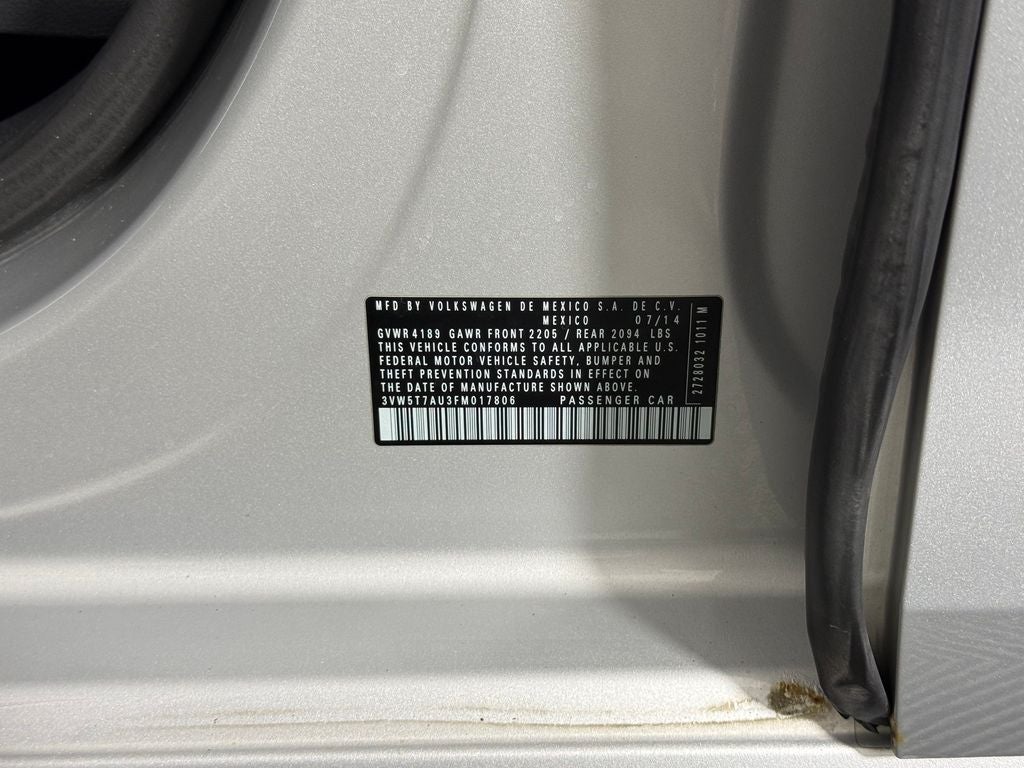 MFD BY VOLKSWAGEN DE MEXICO S.A. DE C.V.
MEXICO 07/14
GVWR 4189 GAWR FRONT 2205 / REAR 2094 LBS
THIS VEHICLE CONFORMS TO ALL APPLICABLE U.S.
FEDERAL MOTOR VEHICLE SAFETY, BUMPER AND
THEFT PREVENTION STANDARDS IN EFFECT ON
THE DATE OF MANUFACTURE SHOWN ABOVE.
3VW5T7AU3FM017806 PASSENGER CAR
2728032 1011 M